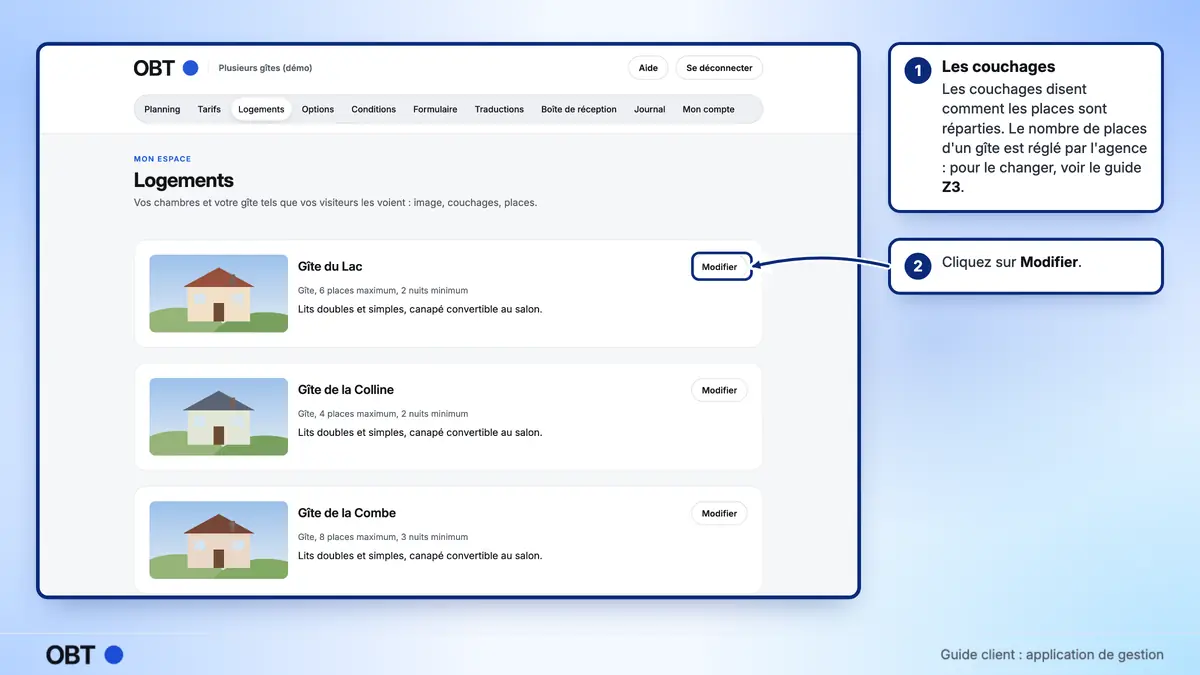 OBT
Plusieurs gîtes (démo)
Aide
Se déconnecter
Planning
Tarifs
Logements
Options
Conditions
Formulaire
Traductions
Boîte de réception
Journal
Mon compte
MON ESPACE
Logements
Vos chambres et votre gîte tels que vos visiteurs les voient : image, couchages, places.
Gîte du Lac
Modifier
Gîte, 6 places maximum, 2 nuits minimum
Lits doubles et simples, canapé convertible au salon.
Gîte de la Colline
Modifier
Gîte, 4 places maximum, 2 nuits minimum
Lits doubles et simples, canapé convertible au salon.
Gîte de la Combe
Modifier
Gîte, 8 places maximum, 3 nuits minimum
Lits doubles et simples, canapé convertible au salon.
1
Les couchages
Les couchages disent
comment les places sont
réparties. Le nombre de places
d'un gîte est réglé par l'agence
: pour le changer, voir le guide
Z3.
2
Cliquez sur Modifier.
OBT
Guide client : application de gestion